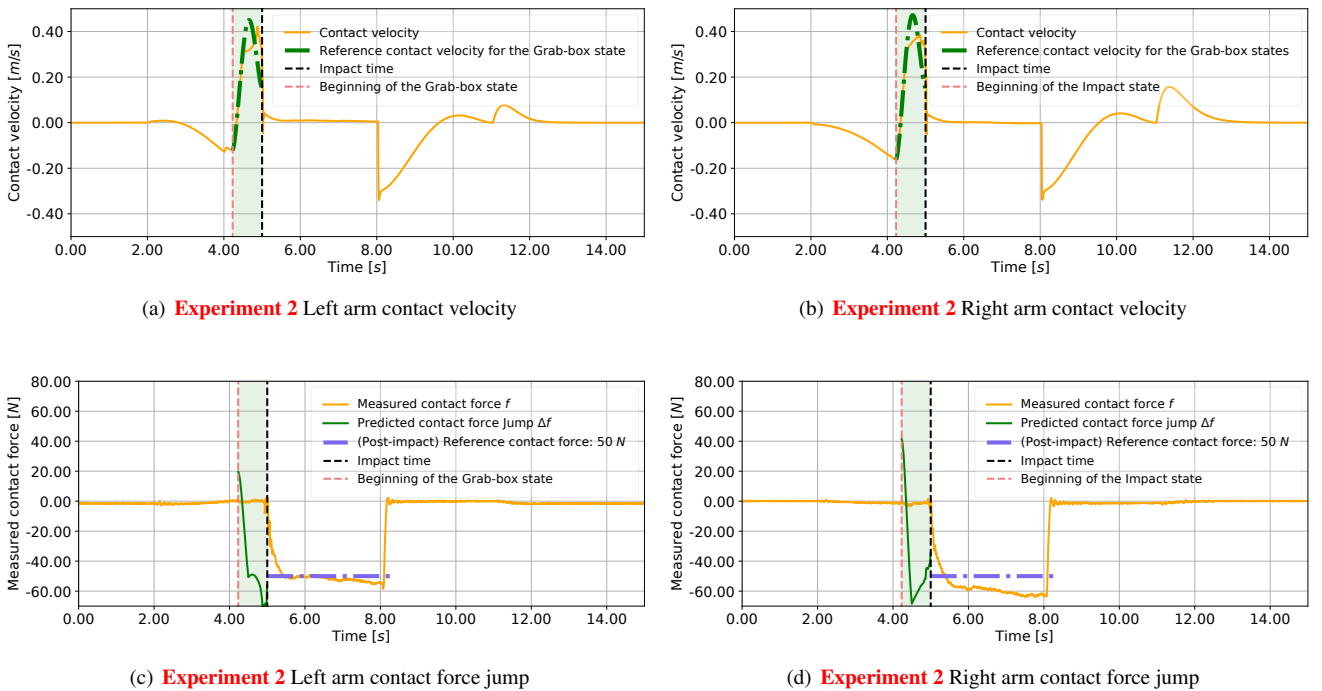 0.40
0.20
0.00
-0.20
-0.40
Contact velocity [m/s]
Contact velocity
Reference contact velocity for the Grab-box state
Impact time
Beginning of the Grab-box state
0.00 2.00 4.00 6.00 8.00 10.00 12.00 14.00
Time [s]
(a) Experiment 2 Left arm contact velocity
0.40
0.20
0.00
-0.20
-0.40
Contact velocity [m/s]
Contact velocity
Reference contact velocity for the Grab-box states
Impact time
Beginning of the Impact state
0.00 2.00 4.00 6.00 8.00 10.00 12.00 14.00
Time [s]
(b) Experiment 2 Right arm contact velocity
80.00
60.00
40.00
20.00
0.00
-20.00
-40.00
-60.00
Measured contact force [N]
Measured contact force f
Predicted contact force Jump Δf
(Post-impact) Reference contact force: 50 N
Impact time
Beginning of the Grab-box state
0.00 2.00 4.00 6.00 8.00 10.00 12.00 14.00
Time [s]
(c) Experiment 2 Left arm contact force jump
80.00
60.00
40.00
20.00
0.00
-20.00
-40.00
-60.00
Measured contact force [N]
Measured contact force f
Predicted contact force jump Δf
(Post-impact) Reference contact force: 50 N
Impact time
Beginning of the Impact state
0.00 2.00 4.00 6.00 8.00 10.00 12.00 14.00
Time [s]
(d) Experiment 2 Right arm contact force jump